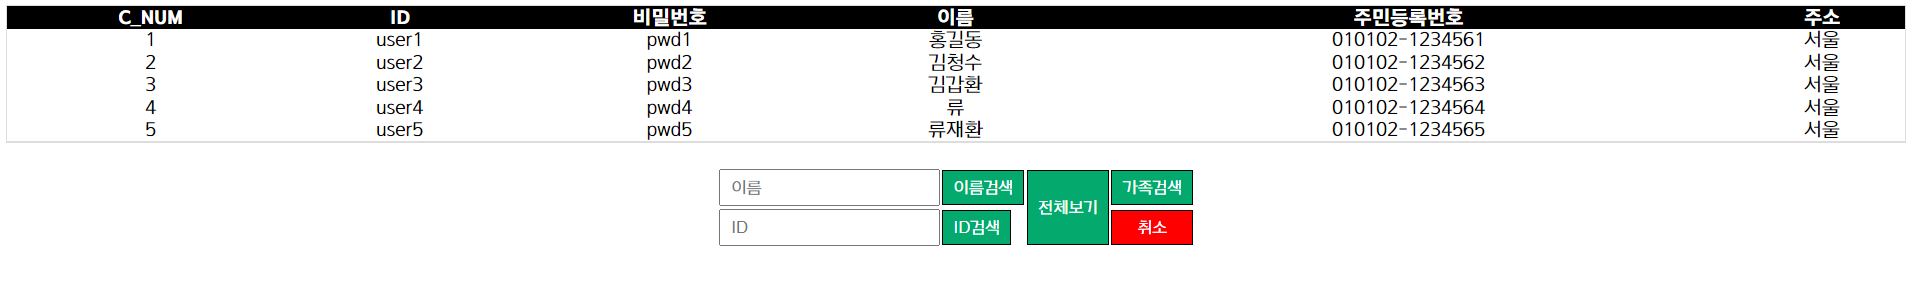 C_NUM ID 비밀번호 이름 주민등록번호 주소
1 user1 pwd1 홍길동 010102-1234561 서울
2 user2 pwd2 김청수 010102-1234562 서울
3 user3 pwd3 김갑환 010102-1234563 서울
4 user4 pwd4 류 010102-1234564 서울
5 user5 pwd5 류재환 010102-1234565 서울
이름 이름검색 전체보기 가족검색
ID ID검색 취소